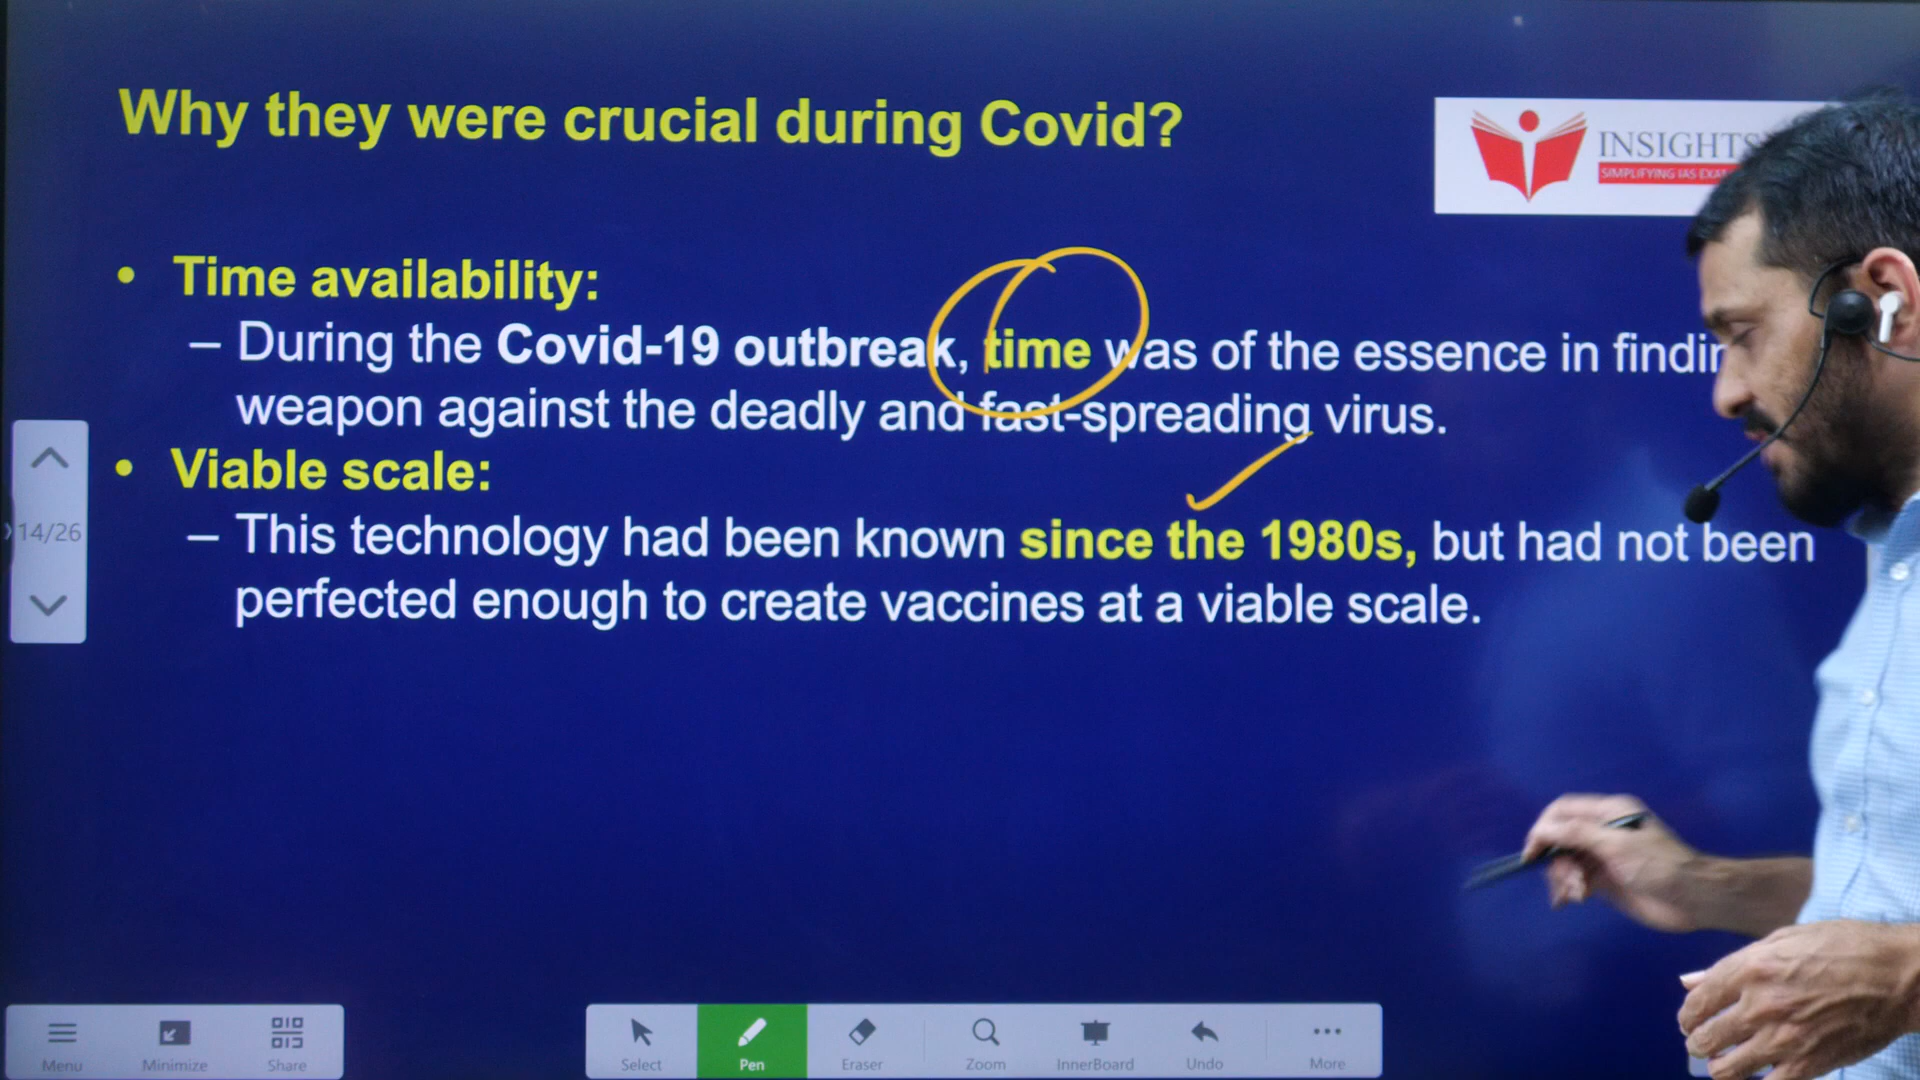 Why they were crucial during Covid?
INSIGHTS
SIMPLIFYING IAS EXAM
• Time availability:
– During the Covid-19 outbreak, time was of the essence in
weapon against the deadly and fast-spreading virus.
• Viable scale:
– This technology had been known since the 1980s, but had not been
perfected enough to create vaccines at a viable scale.
14/26
Menu
Minimize
Share
Select
Pen
Eraser
Zoom
InnerBoard
Undo
More